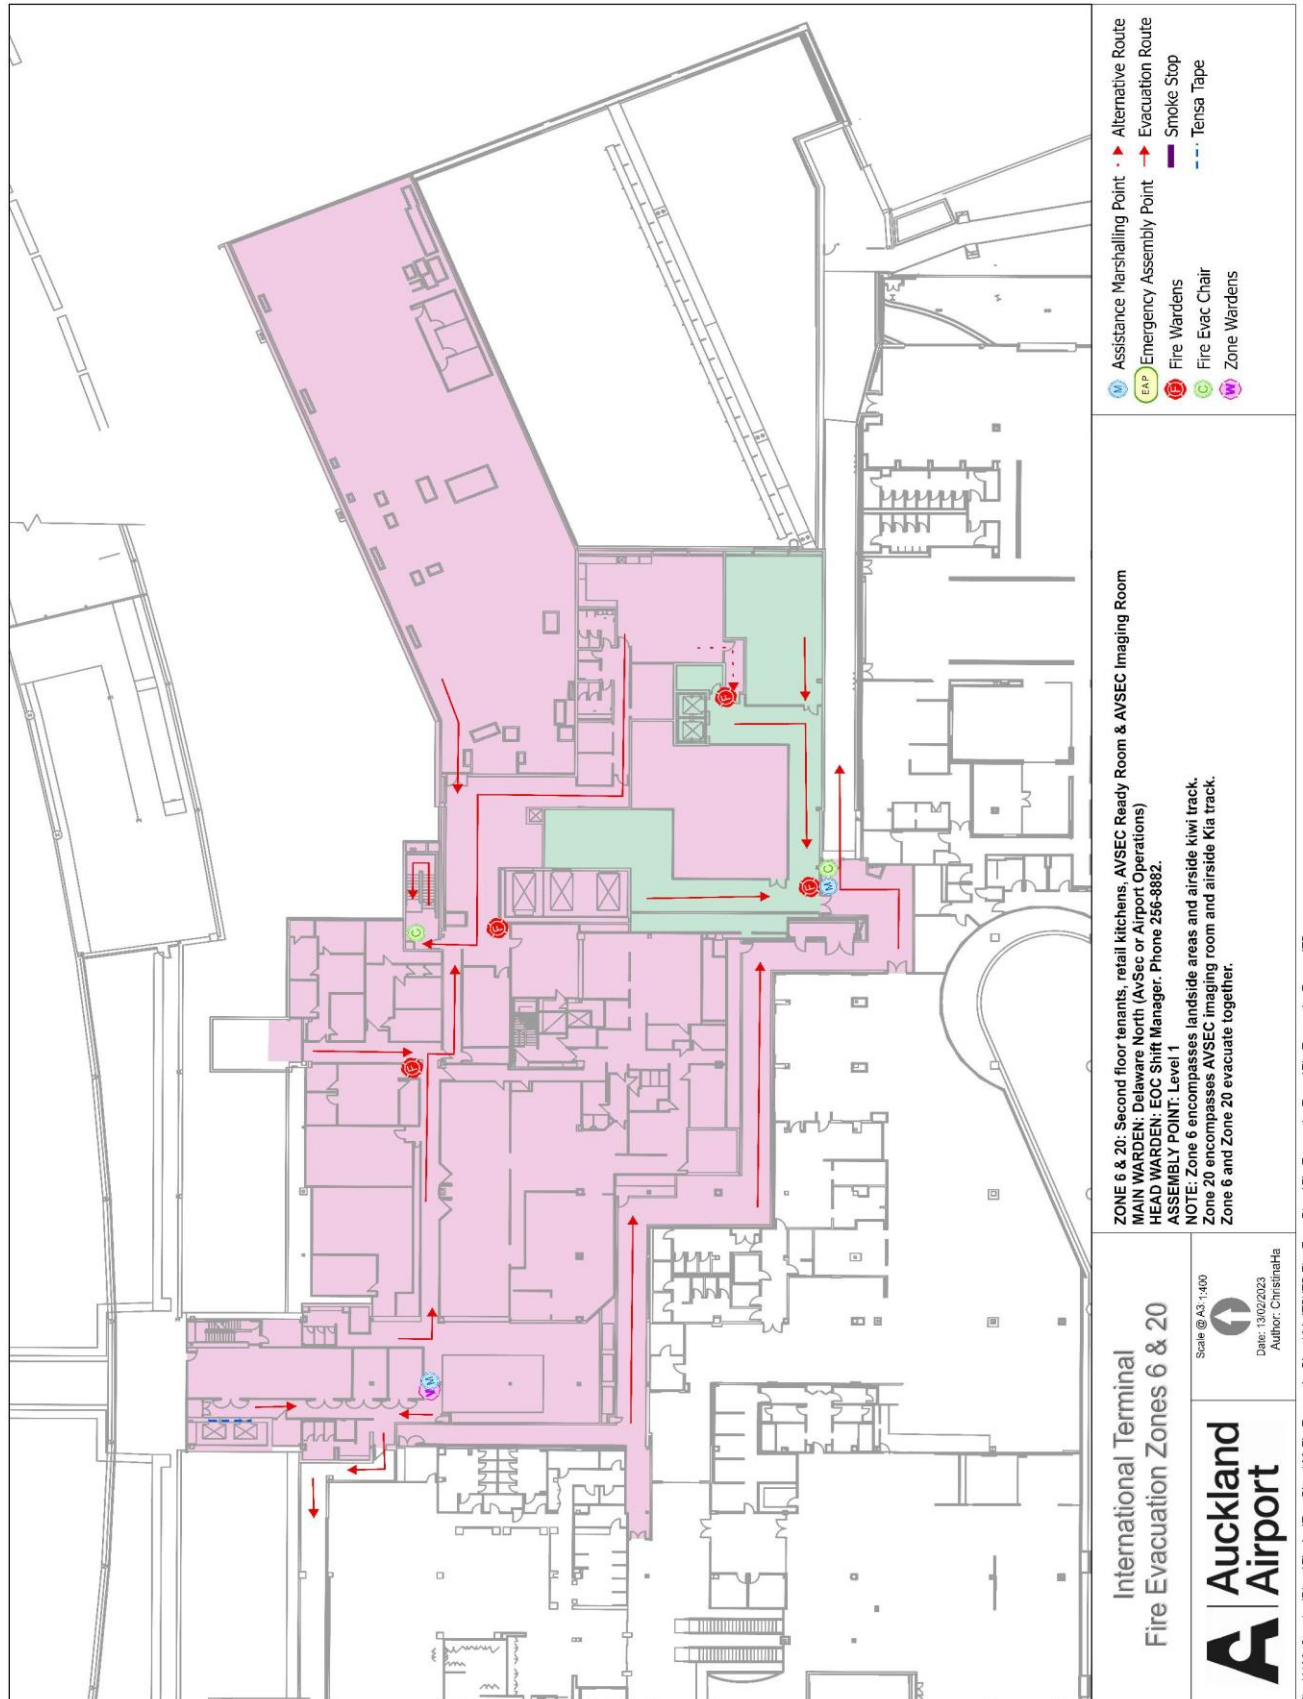 International Terminal
Fire Evacuation Zones 6 & 20
A | Auckland
Airport
Scale @ A3 1:400
Date: 13/02/2023
Author: ChristinaHa
ZONE 6 & 20: Second floor tenants, retail kitchens, AVSEC Ready Room & AVSEC Imaging Room
MAIN WARDEN: Delaware North (AvSec or Airport Operations)
HEAD WARDEN: EOC Shift Manager. Phone 256-8882.
ASSEMBLY POINT: Level 1
NOTE: Zone 6 encompasses landside areas and airside kiwi track.
Zone 20 encompasses AVSEC imaging room and airside Kia track.
Zone 6 and Zone 20 evacuate together.
M Assistance Marshalling Point
EAP Emergency Assembly Point
F Fire Wardens
C Fire Evac Chair
W Zone Wardens
Alternative Route
Evacuation Route
Smoke Stop
Tensa Tape
C
F
F
F
F
M
C
W
M